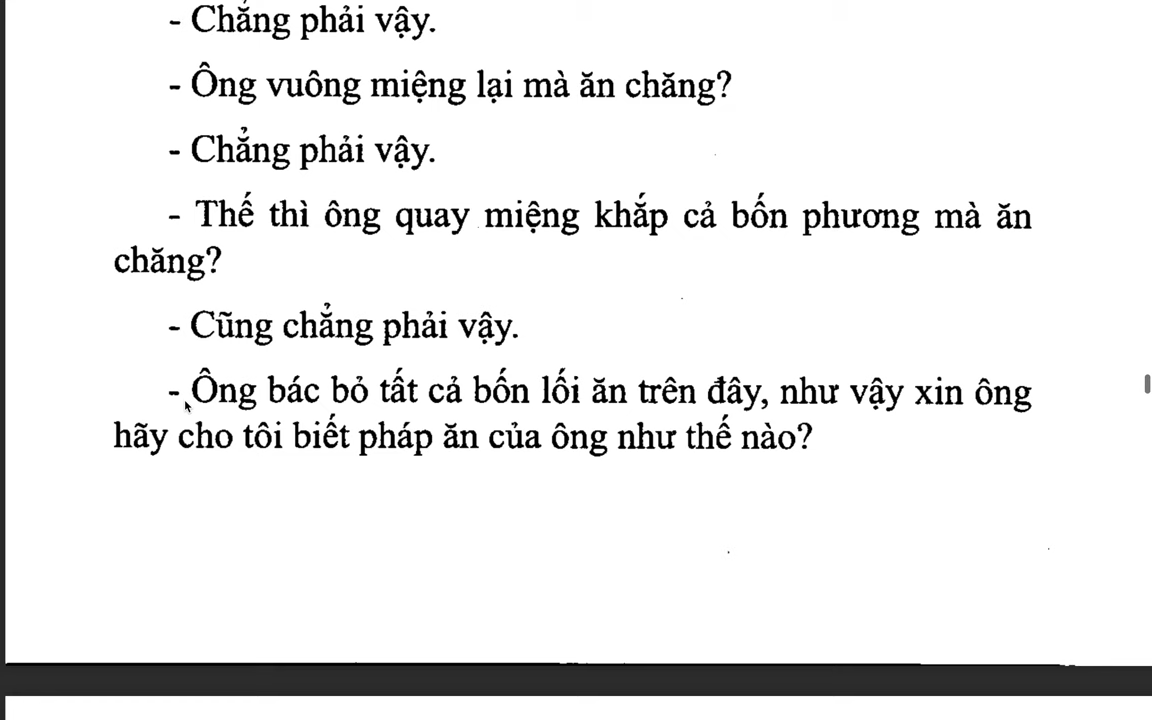 - Chẳng phải vậy.
- Ông vuông miệng lại mà ăn chăng?
- Chẳng phải vậy.
- Thế thì ông quay miệng khắp cả bốn phương mà ăn
chăng?
- Cũng chẳng phải vậy.
- Ông bác bỏ tất cả bốn lối ăn trên đây, như vậy xin ông
hãy cho tôi biết pháp ăn của ông như thế nào?